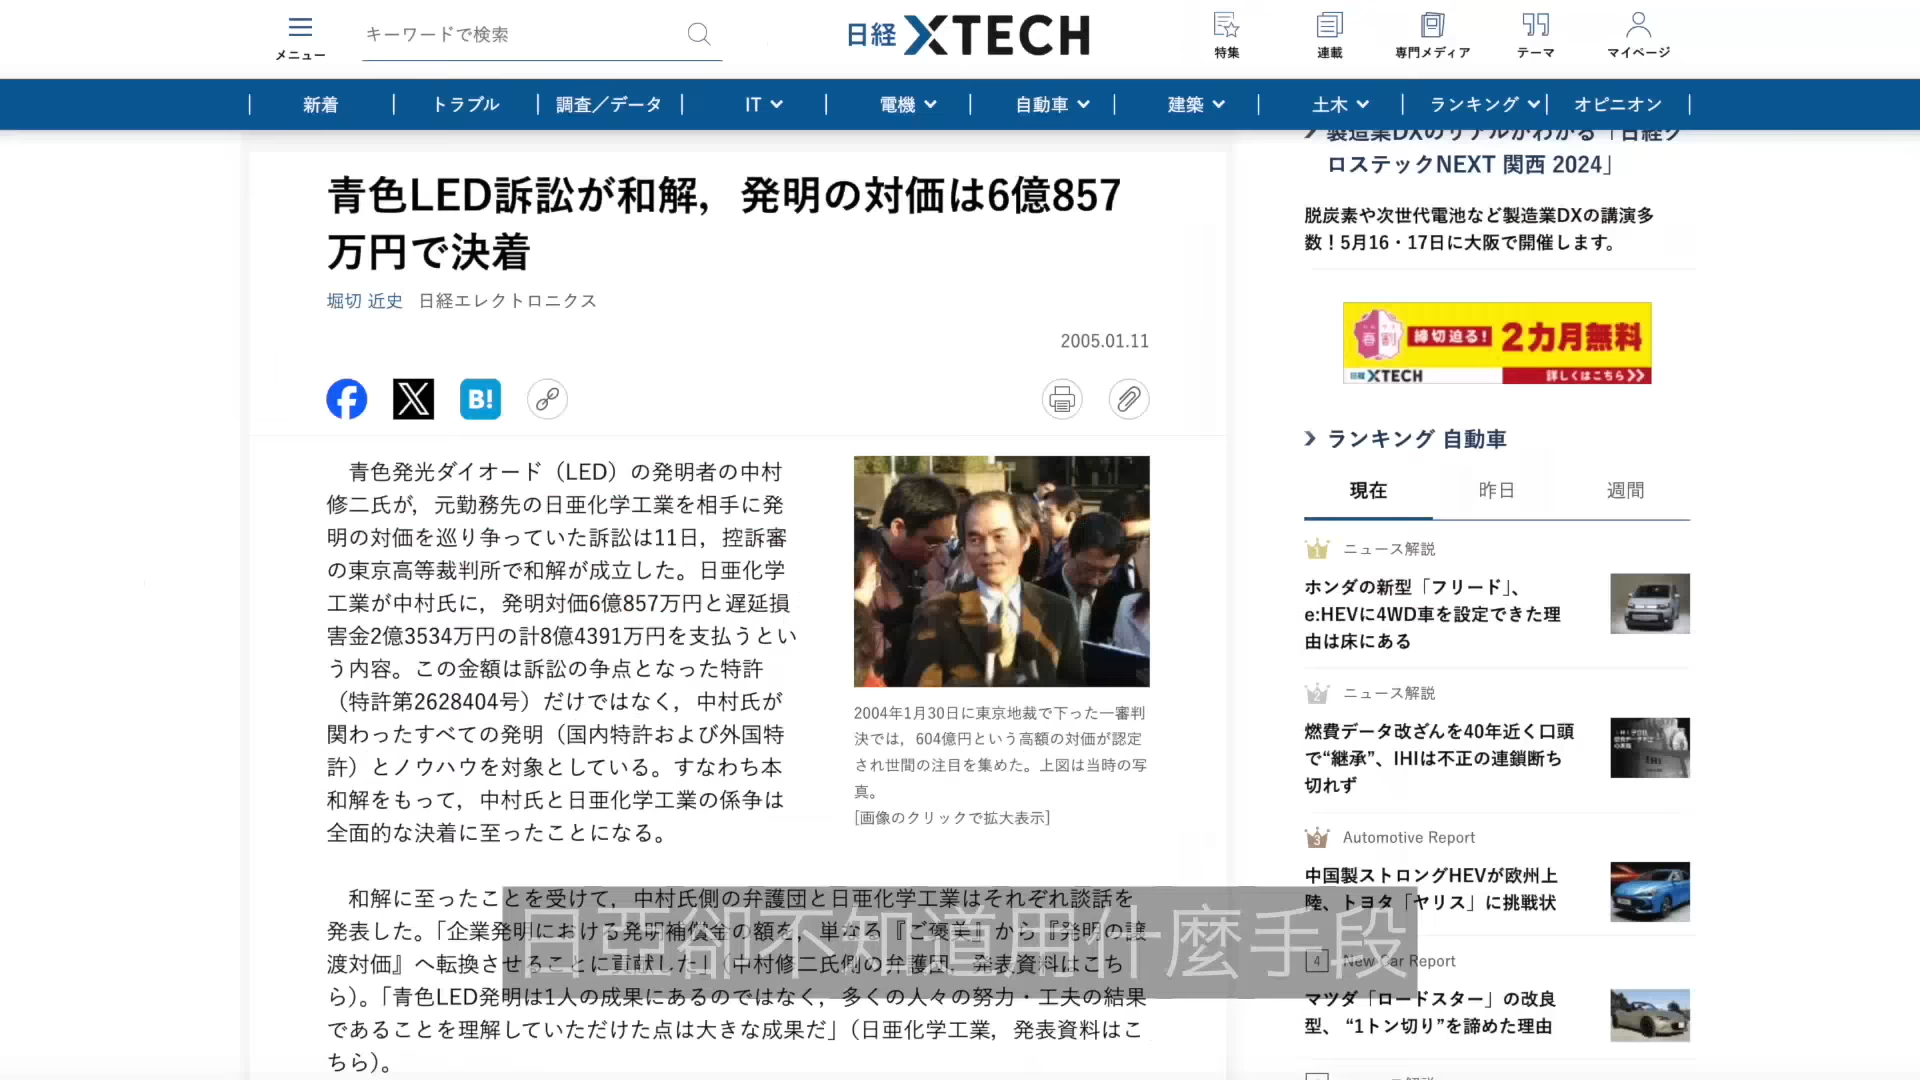 メニュー
キーワードで検索
日経XTECH
特集
連載
専門メディア
テーマ
マイページ
新着
トラブル
調査／データ
IT
電機
自動車
建築
土木
ランキング
オピニオン
青色LED訴訟が和解，発明の対価は6億857
万円で決着
堀切 近史 日経エレクトロニクス
2005.01.11
B!
青色発光ダイオード（LED）の発明者の中村
修二氏が，元勤務先の日亜化学工業を相手に発
明の対価を巡り争っていた訴訟は11日，控訴審
の東京高等裁判所で和解が成立した。日亜化学
工業が中村氏に，発明対価6億857万円と遅延損
害金2億3534万円の計8億4391万円を支払うとい
う内容。この金額は訴訟の争点となった特許
（特許第2628404号）だけではなく，中村氏が
関わったすべての発明（国内特許および外国特
許）とノウハウを対象としている。すなわち本
和解をもって，中村氏と日亜化学工業の係争は
全面的な決着に至ったことになる。
2004年1月30日に東京地裁で下った一審判
決では，604億円という高額の対価が認定
され世間の注目を集めた。上図は当時の写
真。
[画像のクリックで拡大表示]
和解に至ったことを受けて，中村氏側の弁護団と日亜化学工業はそれぞれ談話を
発表した。「企業発明における発明補償金の額を，単なる『ご褒美』から『発明の譲
渡対価』へ転換させることに貢献した」（中村修二氏側の弁護団，発表資料はこち
ら）。「青色LED発明は1人の成果にあるのではなく，多くの人々の努力・工夫の結果
であることを理解していただけた点は大きな成果だ」（日亜化学工業，発表資料はこ
ちら）。
日亞卻不知道用什麼手段
製造業DXのリアルがわかる「日経ク
ロステックNEXT 関西 2024」
脱炭素や次世代電池など製造業DXの講演多
数！5月16・17日に大阪で開催します。
春割
締切迫る！
2カ月無料
日経XTECH
詳しくはこちら
ランキング 自動車
現在
昨日
週間
1
ニュース解説
ホンダの新型「フリード」、
e:HEVに4WD車を設定できた理
由は床にある
2
ニュース解説
燃費データ改ざんを40年近く口頭
で“継承”、IHIは不正の連鎖断ち
切れず
3
Automotive Report
中国製ストロングHEVが欧州上
陸、トヨタ「ヤリス」に挑戦状
4
New Car Report
マツダ「ロードスター」の改良
型、“1トン切り”を諦めた理由